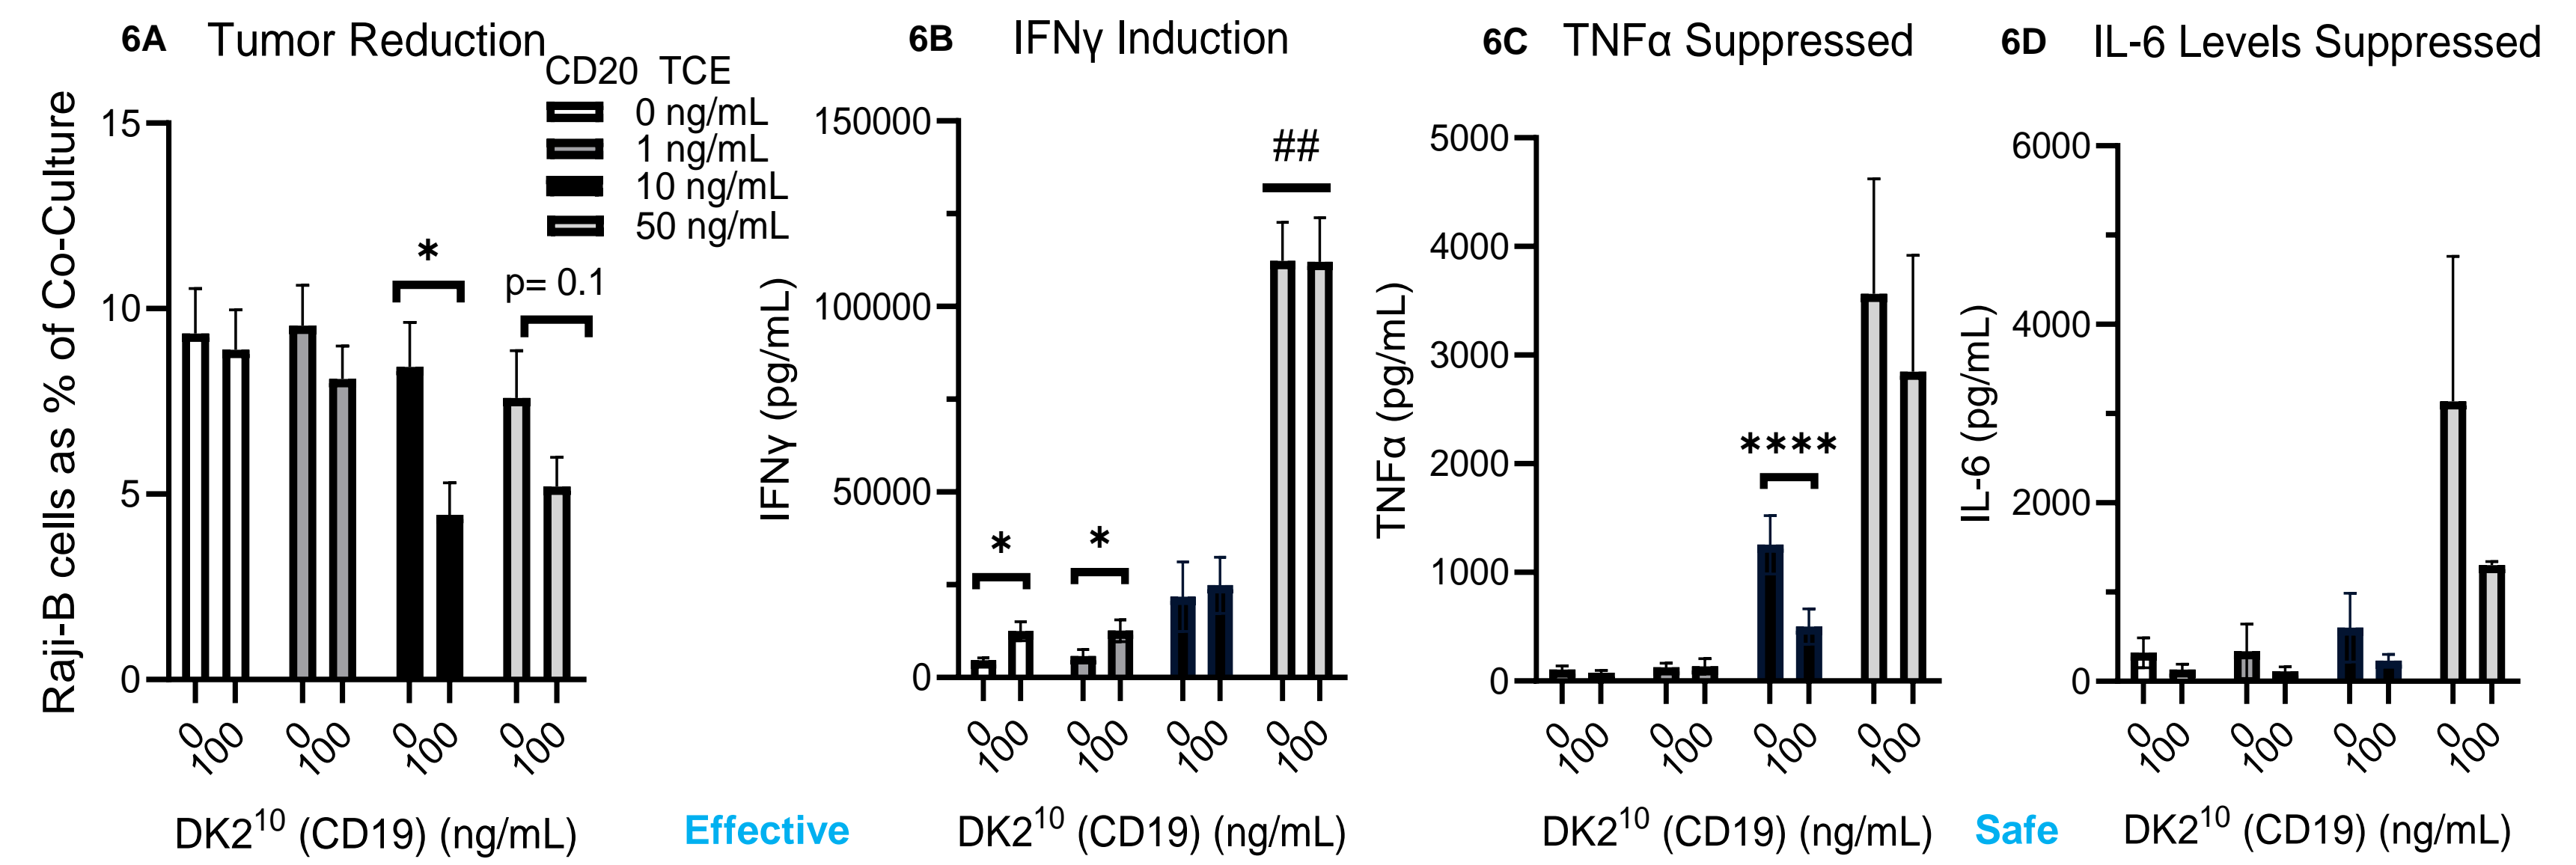 6A Tumor Reduction
CD20 TCE
0 ng/mL
1 ng/mL
10 ng/mL
50 ng/mL
Raji-B cells as % of Co-Culture
15
10
5
0
*
p= 0.1
0 100 0 100 0 100 0 100
DK2¹⁰ (CD19) (ng/mL)
Effective
6B IFNγ Induction
IFNγ (pg/mL)
150000
100000
50000
0
* * ##
0 100 0 100 0 100 0 100
DK2¹⁰ (CD19) (ng/mL)
6C TNFα Suppressed
TNFα (pg/mL)
5000
4000
3000
2000
1000
0
****
0 100 0 100 0 100 0 100
DK2¹⁰ (CD19) (ng/mL)
Safe
6D IL-6 Levels Suppressed
IL-6 (pg/mL)
6000
4000
2000
0
0 100 0 100 0 100 0 100
DK2¹⁰ (CD19) (ng/mL)